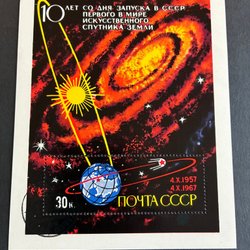 10 ЛЕТ СО ДНЯ ЗАПУСКА В СССР
ПЕРВОГО В МИРЕ
ИСКУССТВЕННОГО
СПУТНИКА ЗЕМЛИ
4.X.1957
4.X.1967
30к. ПОЧТА СССР